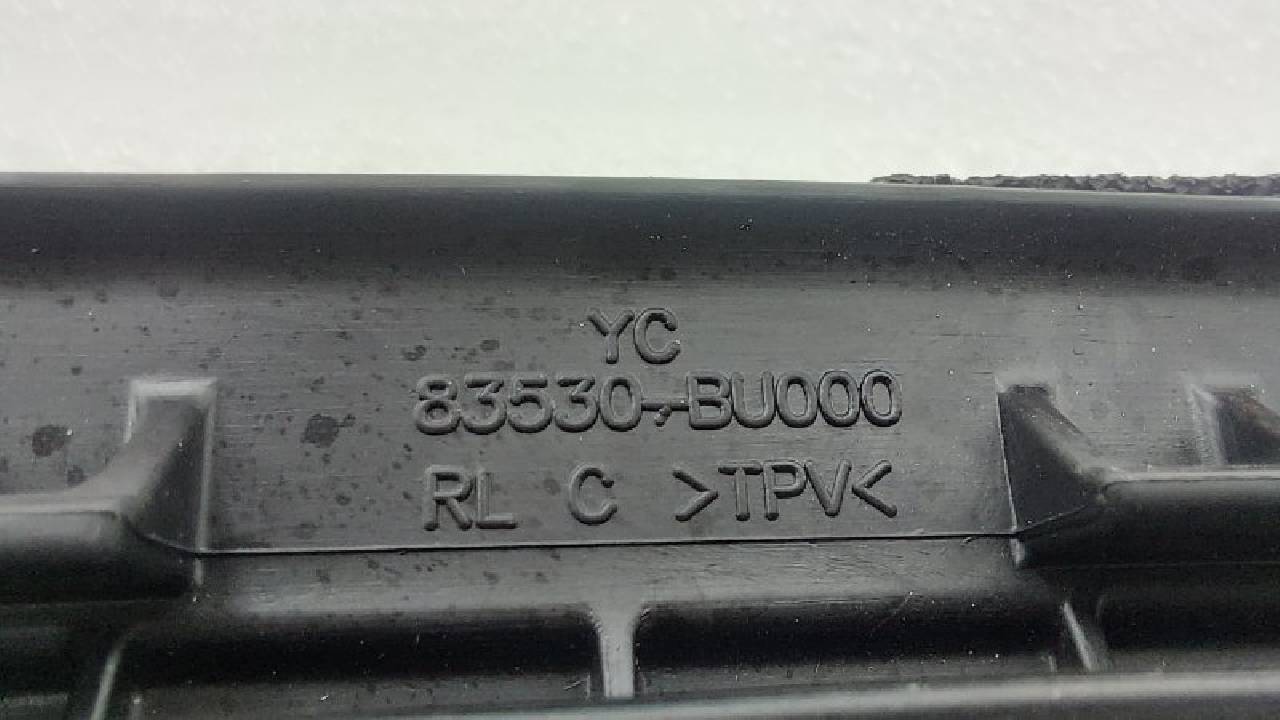 YC
83530-BU000
RL C >TPV<